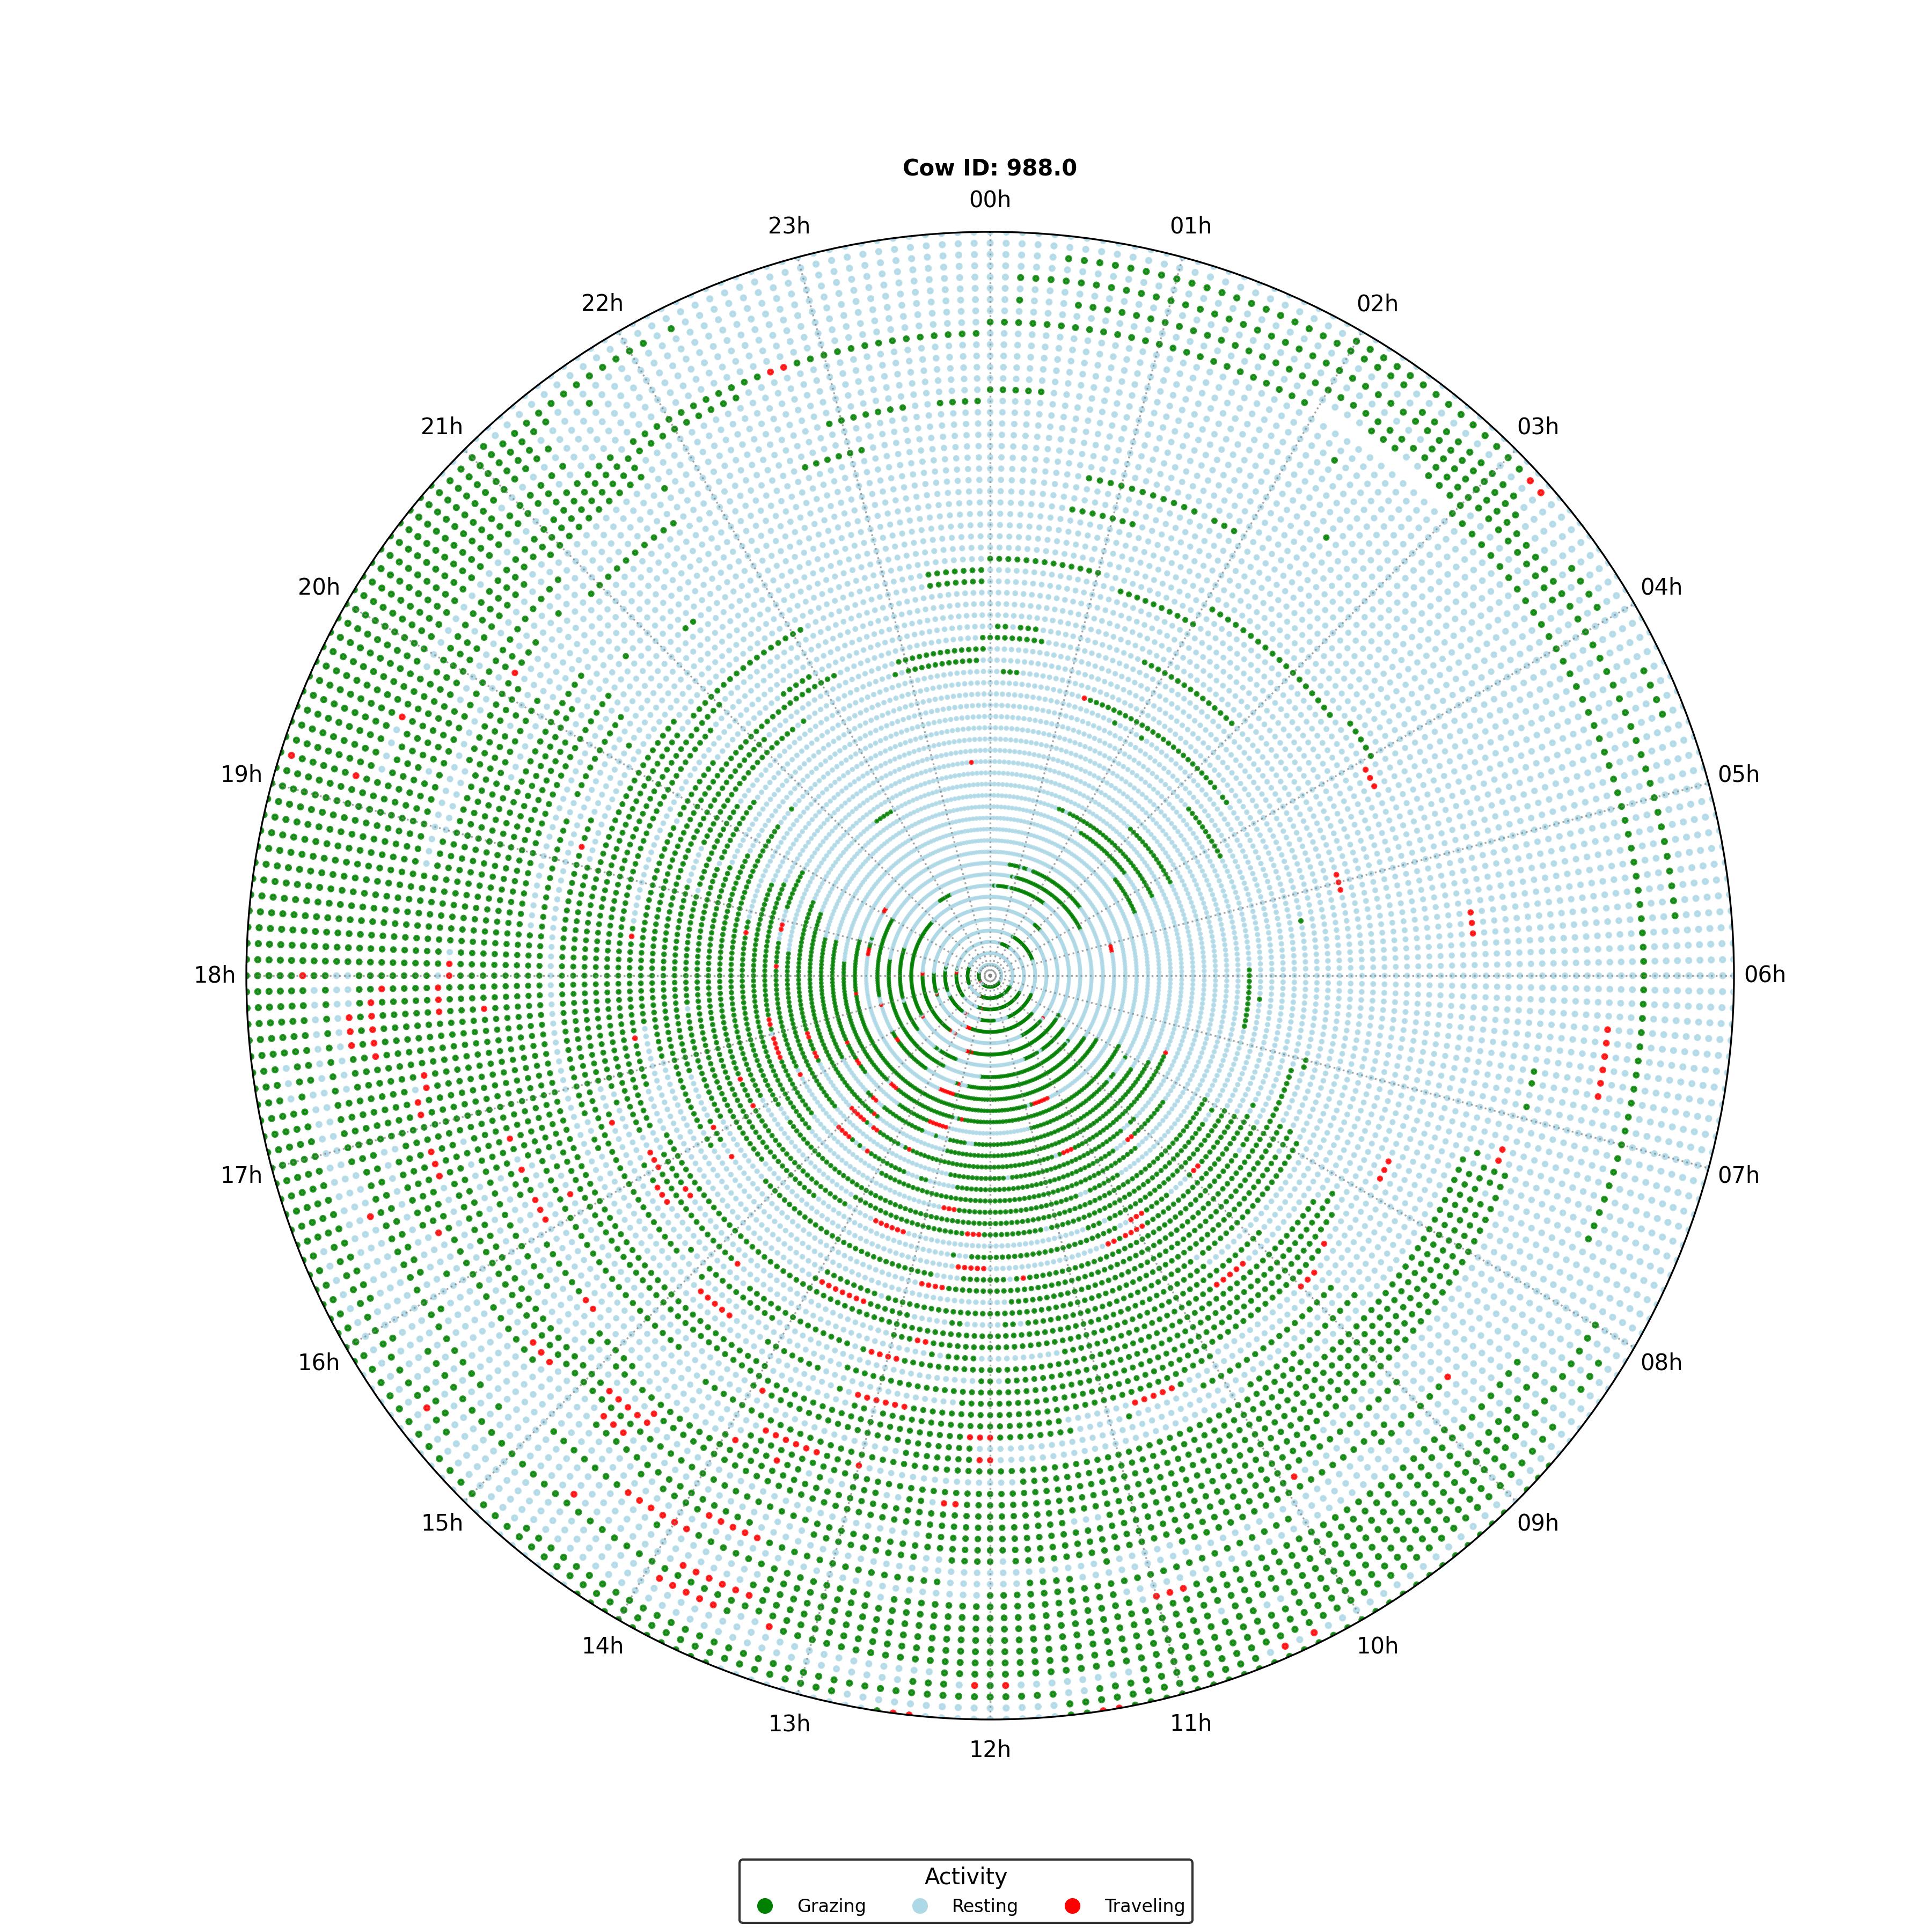 Cow ID: 988.0
00h
23h
01h
22h
02h
21h
03h
20h
04h
19h
05h
18h
06h
17h
07h
16h
08h
15h
09h
14h
10h
13h
11h
12h
Activity
Grazing Resting Traveling